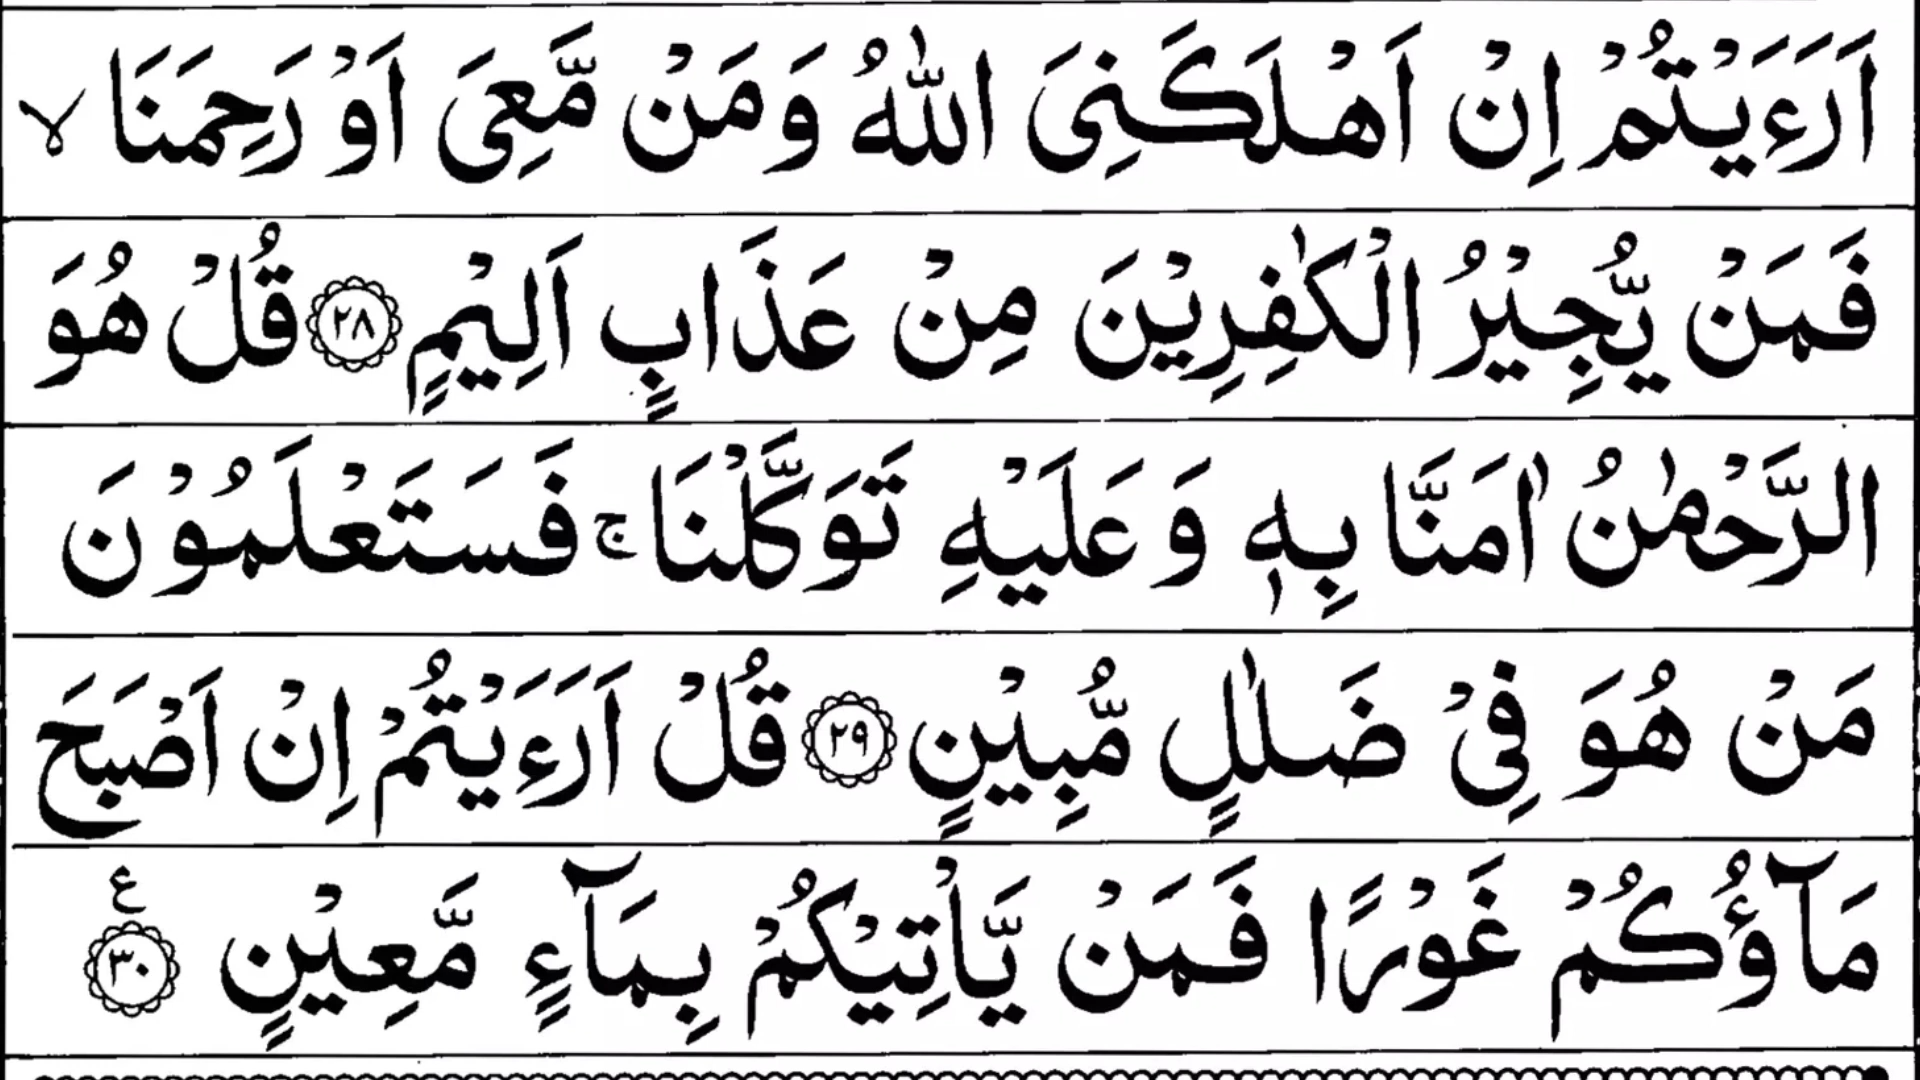 اَرَءَيْتُمْ اِنْ اَهْلَكَنِىَ اللّٰهُ وَمَنْ مَّعِىَ اَوْ رَحِمَنَا ۙ
فَمَنْ يُّجِيْرُ الْكٰفِرِيْنَ مِنْ عَذَابٍ اَلِيْمٍ ﴿٢٨﴾ قُلْ هُوَ
الرَّحْمٰنُ اٰمَنَّا بِهٖ وَعَلَيْهِ تَوَكَّلْنَا ۚ فَسَتَعْلَمُوْنَ
مَنْ هُوَ فِىْ ضَلٰلٍ مُّبِيْنٍ ﴿٢٩﴾ قُلْ اَرَءَيْتُمْ اِنْ اَصْبَحَ
مَآؤُكُمْ غَوْرًا فَمَنْ يَّاْتِيْكُمْ بِمَآءٍ مَّعِيْنٍ ﴿٣٠﴾ ع